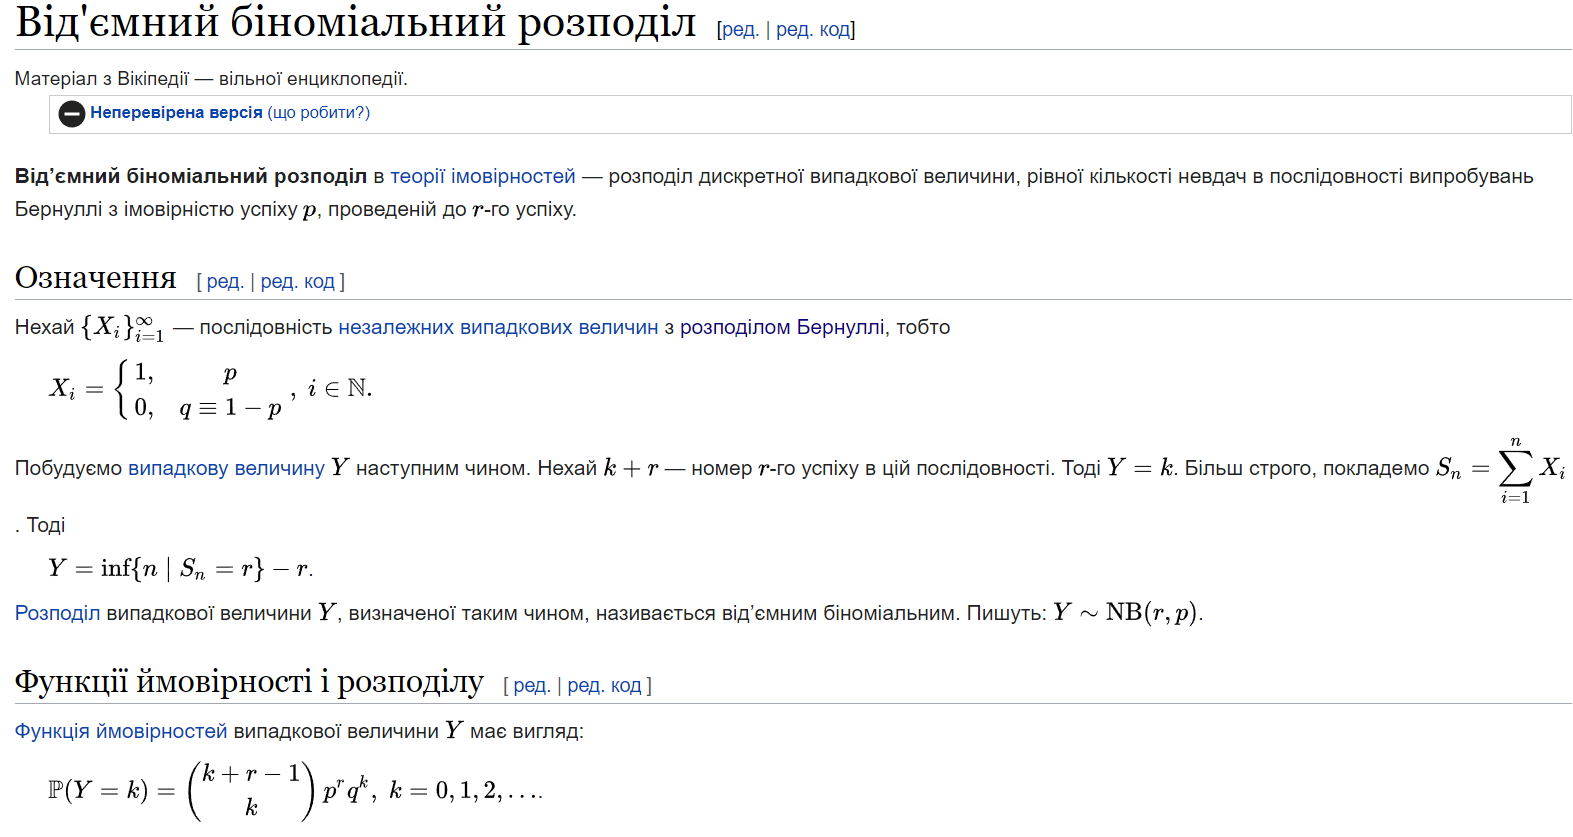 Від'ємний біноміальний розподіл [ред. | ред. код]
Матеріал з Вікіпедії — вільної енциклопедії.
Неперевірена версія (що робити?)
Від’ємний біноміальний розподіл в теорії імовірностей — розподіл дискретної випадкової величини, рівної кількості невдач в послідовності випробувань
Бернуллі з імовірністю успіху p, проведеній до r-го успіху.
Означення [ ред. | ред. код ]
Нехай {X_i}_{i=1}^∞ — послідовність незалежних випадкових величин з розподілом Бернуллі, тобто
X_i = { 1, p
0, q ≡ 1 − p , i ∈ ℕ.
Побудуємо випадкову величину Y наступним чином. Нехай k + r — номер r-го успіху в цій послідовності. Тоді Y = k. Більш строго, покладемо S_n = ∑_{i=1}^n X_i
. Тоді
Y = inf{n | S_n = r} − r.
Розподіл випадкової величини Y, визначеної таким чином, називається від’ємним біноміальним. Пишуть: Y ∼ NB(r, p).
Функції ймовірності і розподілу [ ред. | ред. код ]
Функція ймовірностей випадкової величини Y має вигляд:
ℙ(Y = k) = (k + r − 1 \atop k) p^r q^k, k = 0, 1, 2, ….